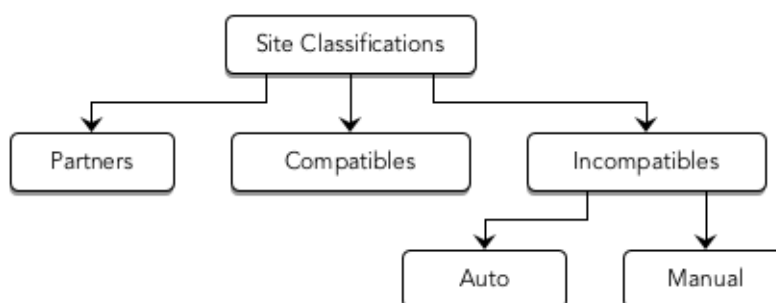 Site Classifications
Partners
Compatibles
Incompatibles
Auto
Manual